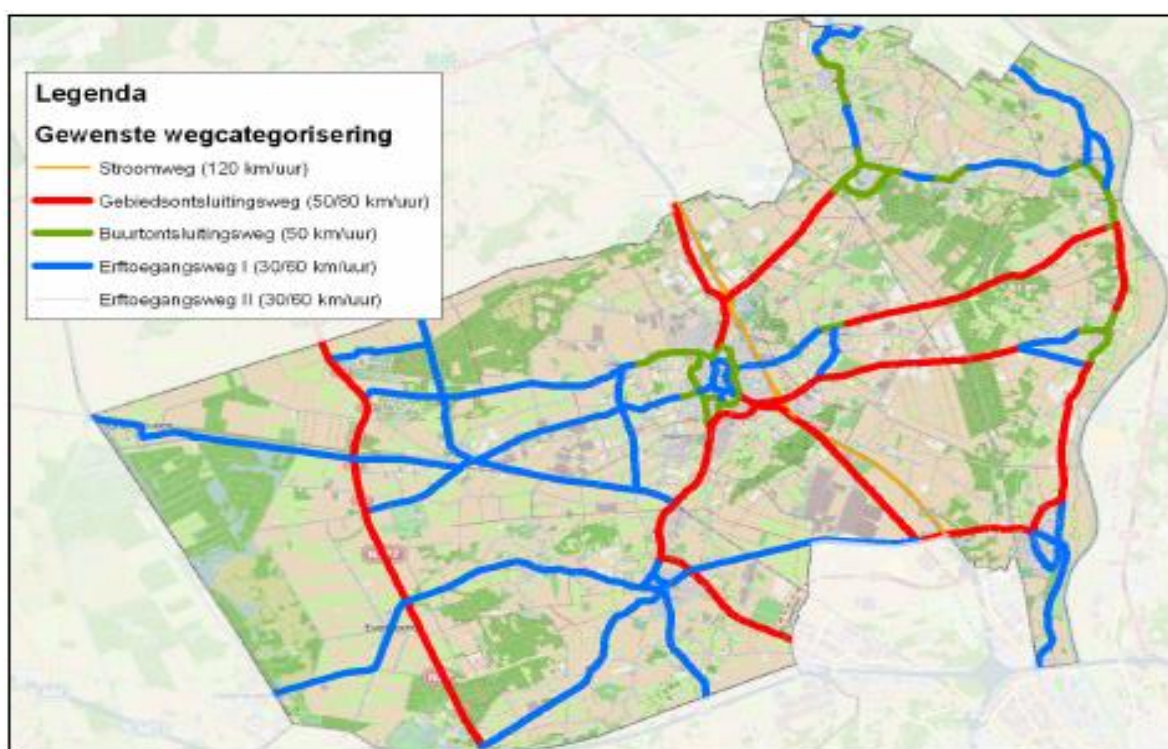 Legenda
Gewenste wegcategorisering
Stroomweg (120 km/uur)
Gebiedsontsluitingsweg (50/80 km/uur)
Buurtontsluitingsweg (50 km/uur)
Erftoegangsweg I (30/60 km/uur)
Erftoegangsweg II (30/60 km/uur)